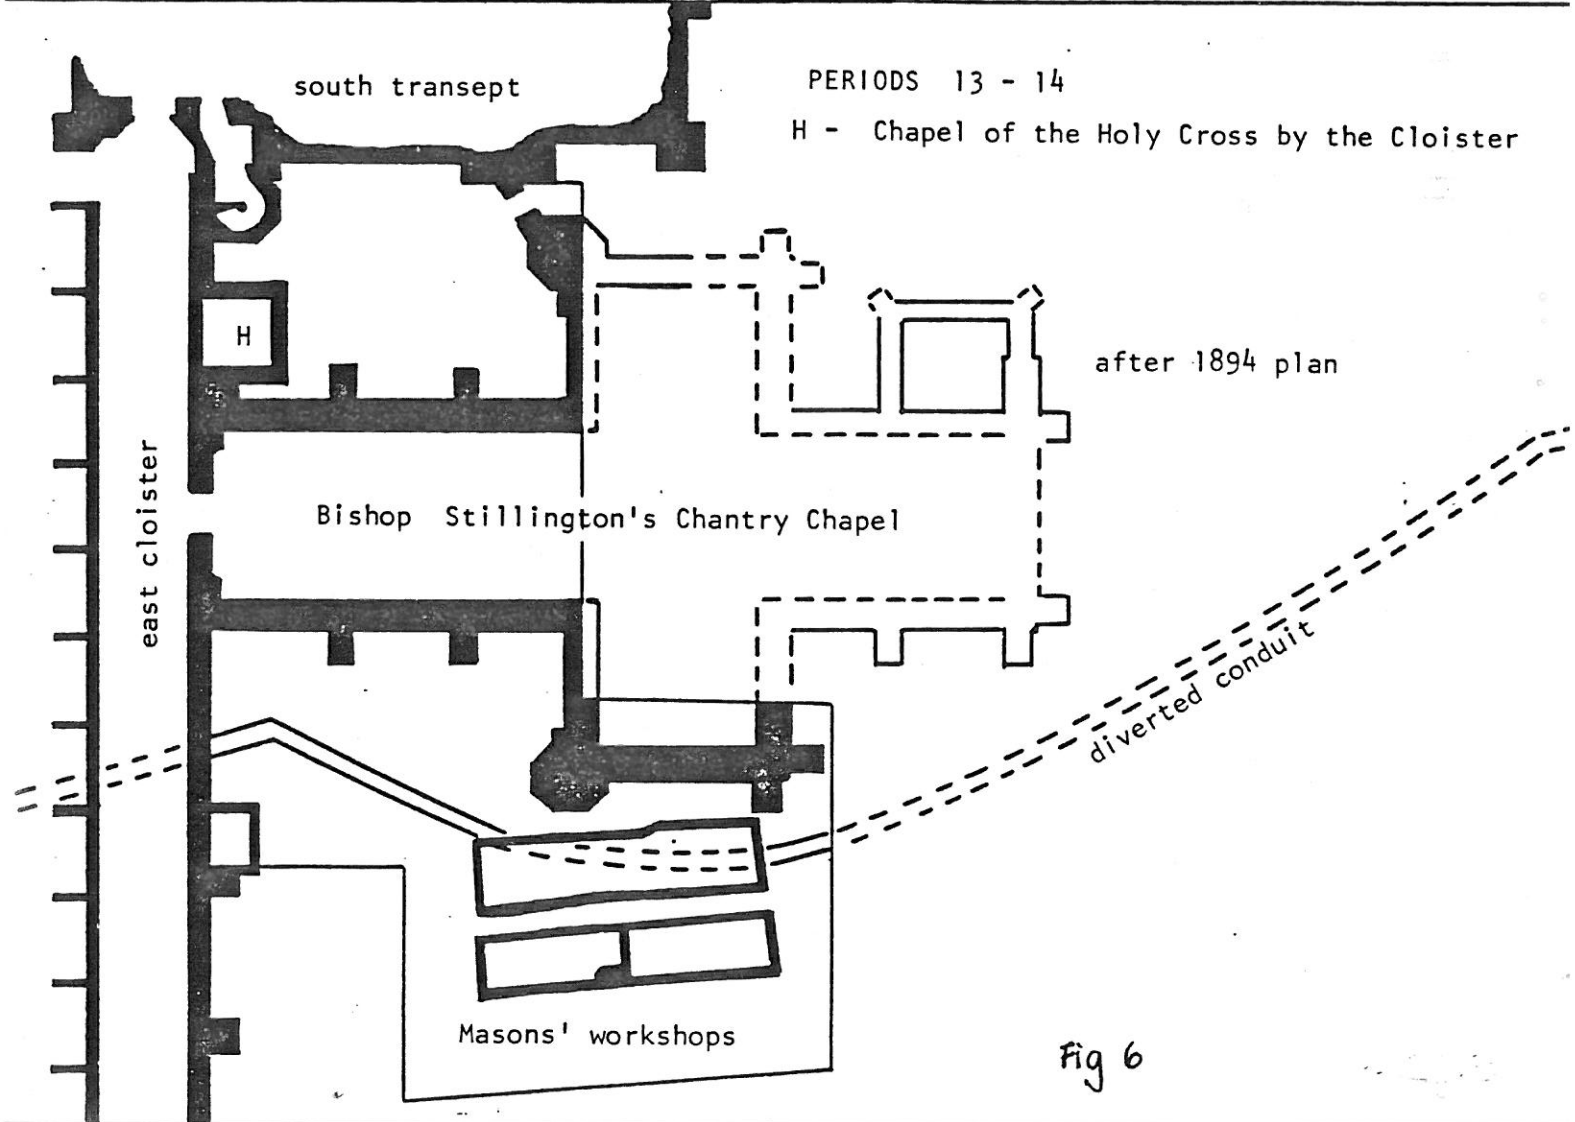 south transept
PERIODS 13 - 14
H - Chapel of the Holy Cross by the Cloister
H
after 1894 plan
east cloister
Bishop Stillington's Chantry Chapel
diverted conduit
Masons' workshops
Fig 6